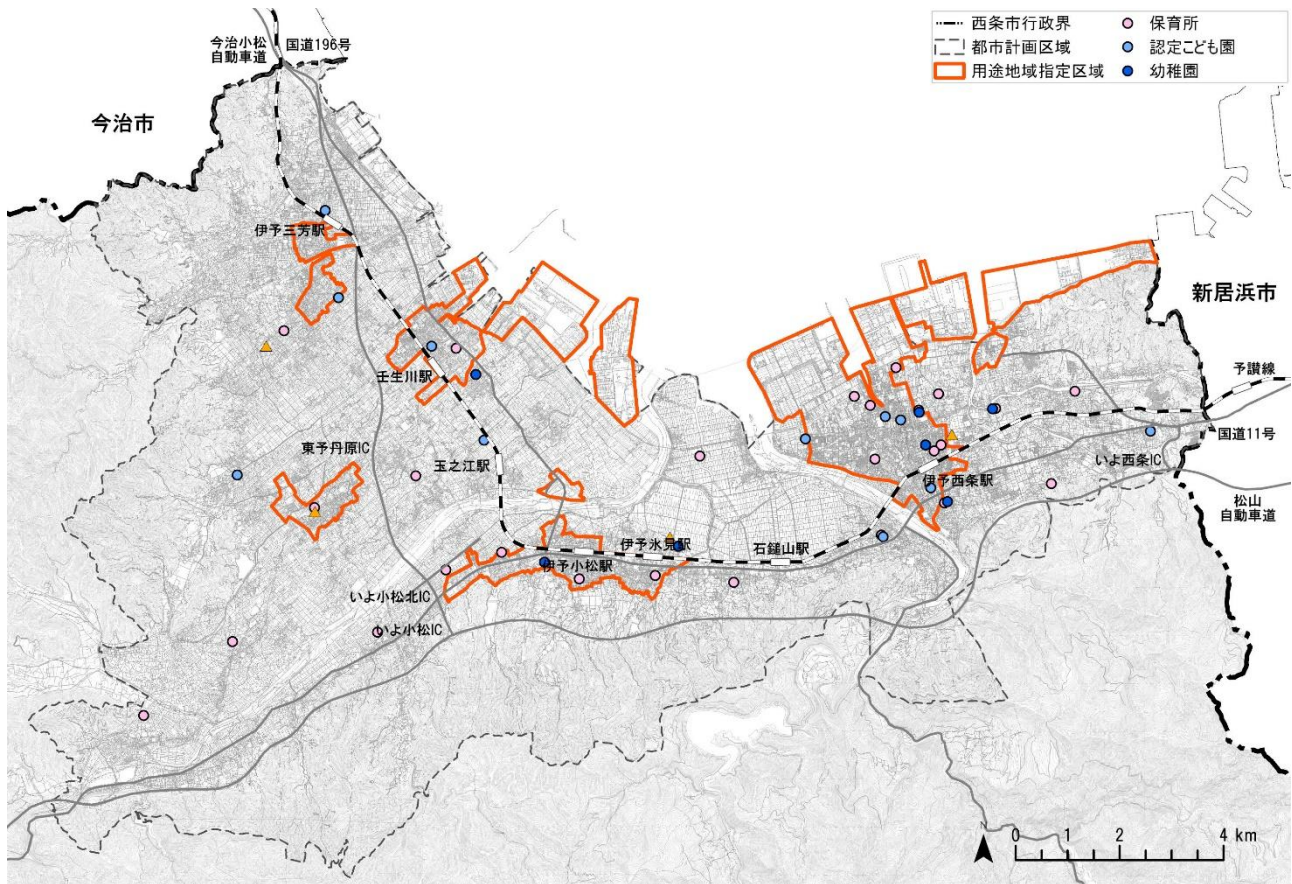 西条市行政界
都市計画区域
用途地域指定区域
保育所
認定こども園
幼稚園
今治小松
自動車道
国道196号
今治市
伊予三芳駅
新居浜市
壬生川駅
予讃線
国道11号
東予丹原IC
玉之江駅
いよ西条IC
伊予西条駅
松山
自動車道
伊予氷見駅
石鎚山駅
伊予小松駅
いよ小松北IC
いよ小松IC
0 1 2 4 km